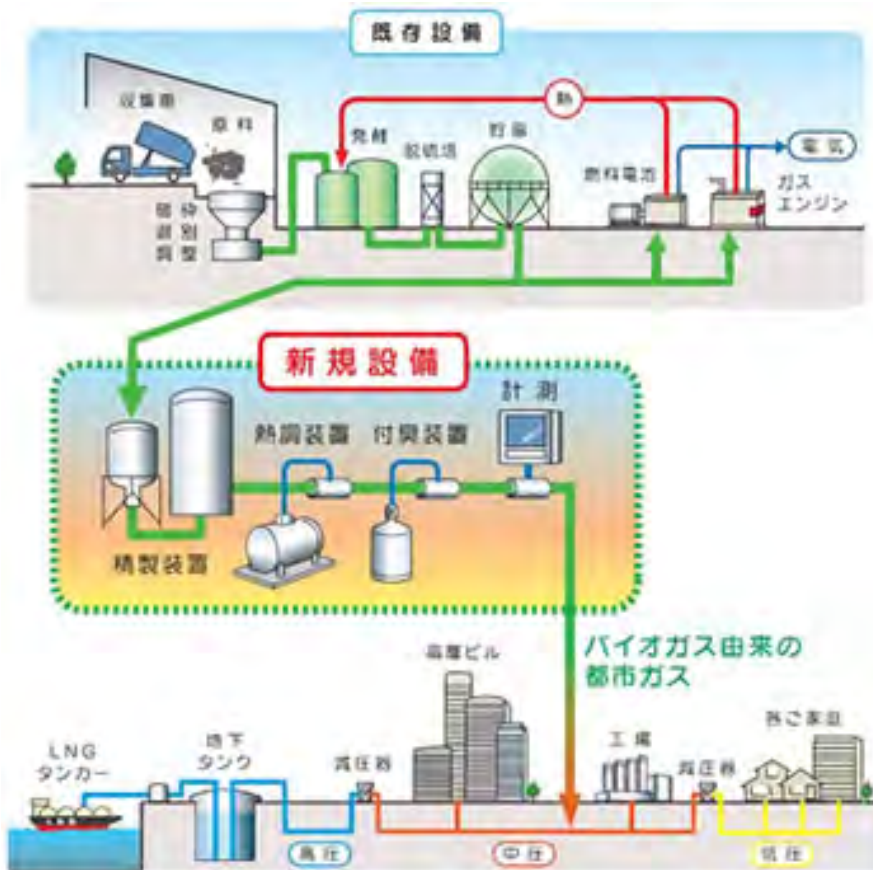 既存設備
収集車
原料
発酵
脱硫塔
貯留
熱
燃料電池
電気
ガス
エンジン
破砕
選別
調整
新規設備
熱調装置
付臭装置
計測
精製装置
バイオガス由来の
都市ガス
高層ビル
各ご家庭
LNG
タンカー
地下
タンク
減圧器
工場
減圧器
高圧
中圧
低圧